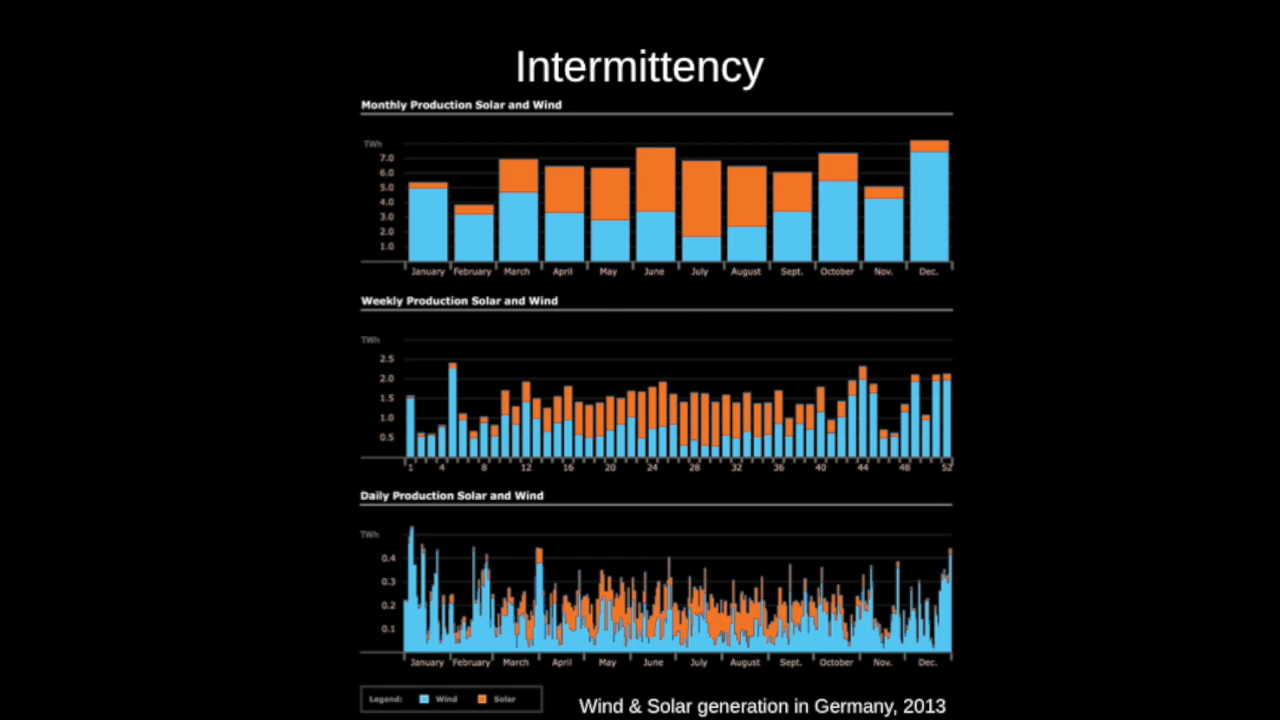 Intermittency
Monthly Production Solar and Wind
TWh
7.0
6.0
5.0
4.0
3.0
2.0
1.0
January February March April May June July August Sept. October Nov. Dec.
Weekly Production Solar and Wind
TWh
2.5
2.0
1.5
1.0
0.5
1 4 8 12 16 20 24 28 32 36 40 44 48 52
Daily Production Solar and Wind
TWh
0.4
0.3
0.2
0.1
January February March April May June July August Sept. October Nov. Dec.
Legend: Wind Solar
Wind & Solar generation in Germany, 2013